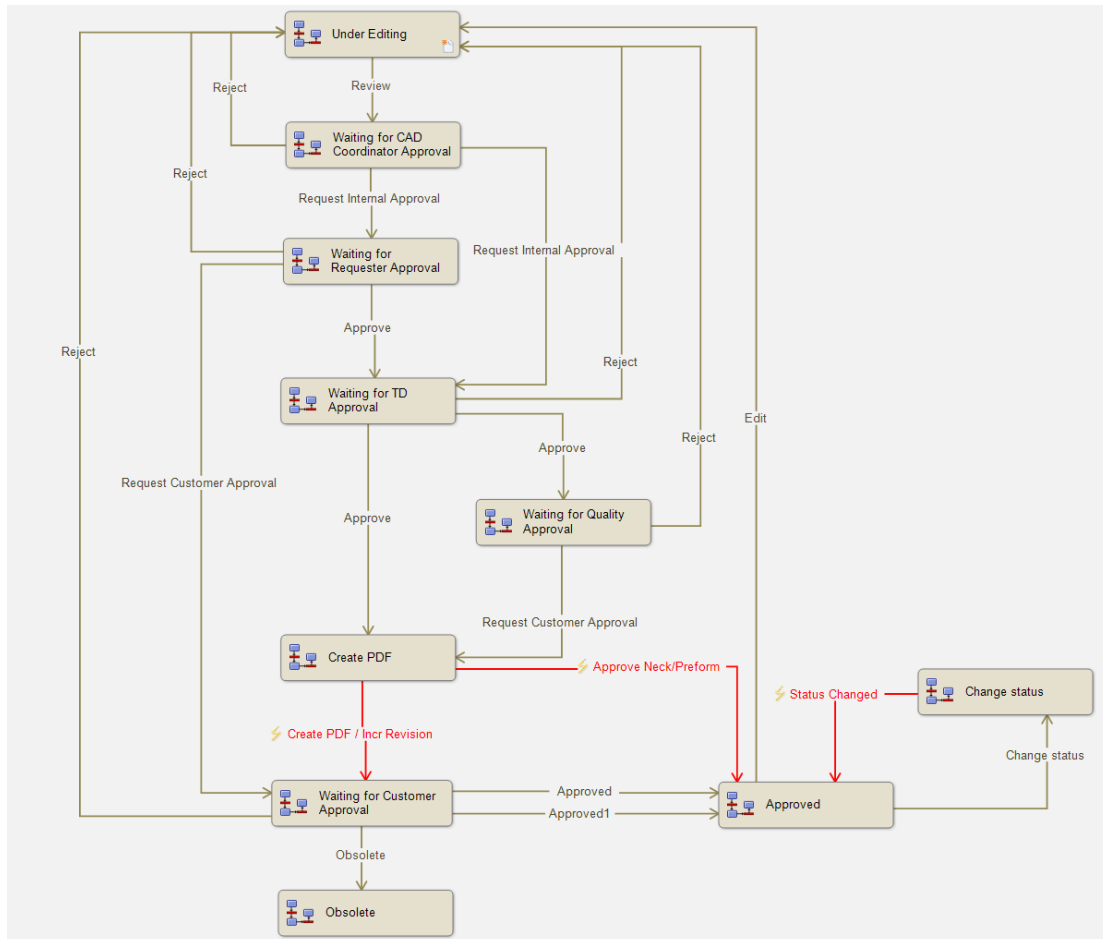 Under Editing
Reject
Review
Waiting for CAD
Coordinator Approval
Reject
Request Internal Approval
Request Internal Approval
Waiting for
Requester Approval
Approve
Reject
Reject
Waiting for TD
Approval
Edit
Reject
Approve
Request Customer Approval
Approve
Waiting for Quality
Approval
Request Customer Approval
Create PDF
Approve Neck/Preform
Status Changed
Change status
Create PDF / Incr Revision
Change status
Waiting for Customer
Approval
Approved
Approved1
Approved
Obsolete
Obsolete